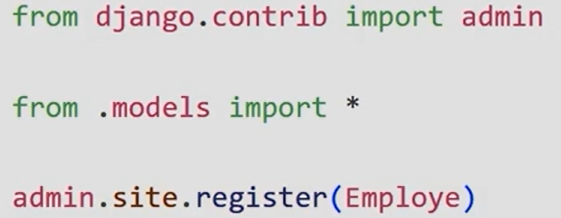 from django.contrib import admin
from .models import *
admin.site.register(Employe)